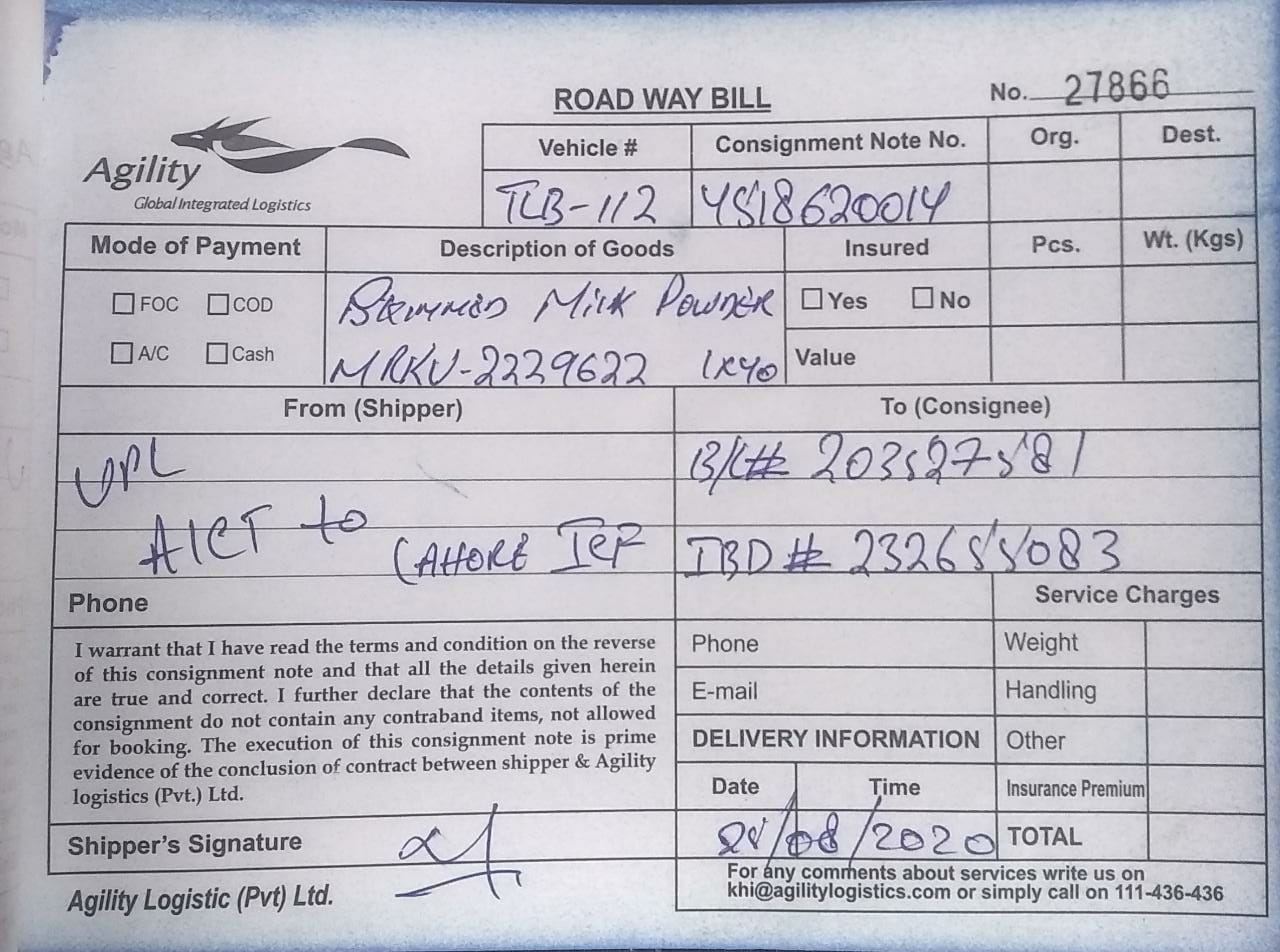 ROAD WAY BILL
No. 27866
Agility
Global Integrated Logistics
Vehicle # Consignment Note No. Org. Dest.
TLB-112 4518620014
Mode of Payment Description of Goods Insured Pcs. Wt. (Kgs)
FOC COD Milk Powder Yes No
A/C Cash MRKU-2229622 1x40 Value
From (Shipper) To (Consignee)
UPL B/L# 203527581
AICT to
LAHORE IBD # 232655083
Phone Service Charges
I warrant that I have read the terms and condition on the reverse
of this consignment note and that all the details given herein
are true and correct. I further declare that the contents of the
consignment do not contain any contraband items, not allowed
for booking. The execution of this consignment note is prime
evidence of the conclusion of contract between shipper & Agility
logistics (Pvt.) Ltd.
Phone Weight
E-mail Handling
DELIVERY INFORMATION Other
Date Time Insurance Premium
Shipper's Signature /08/2020 TOTAL
Agility Logistic (Pvt) Ltd.
For any comments about services write us on
khi@agilitylogistics.com or simply call on 111-436-436